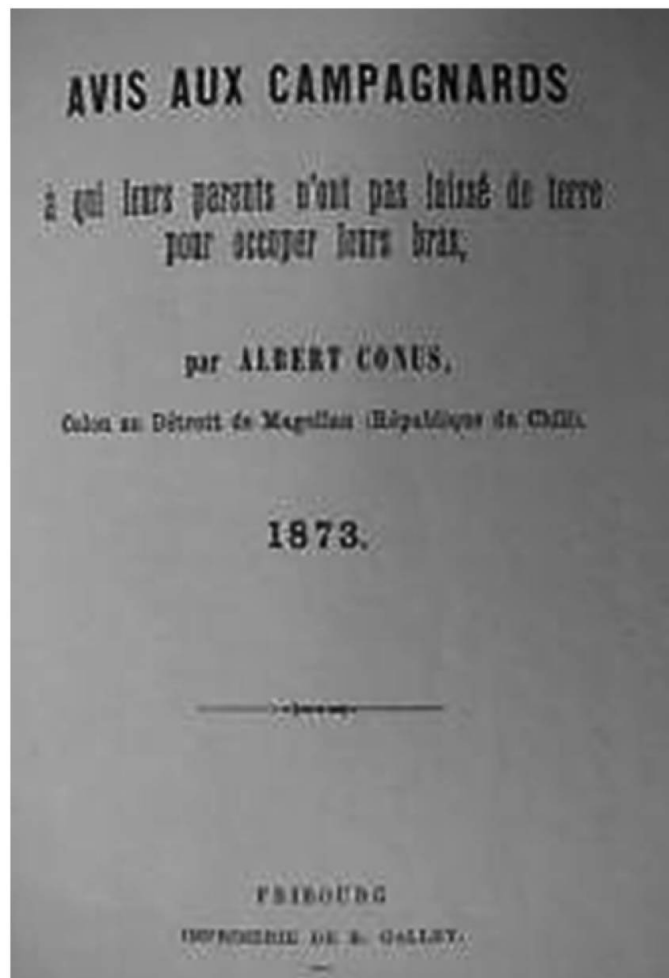 AVIS AUX CAMPAGNARDS
à qui leurs parents n'ont pas laissé de terre
pour occuper leurs bras,
par ALBERT CONUS,
Colon au Détroit de Magellan (République du Chili).
1873.
FRIBOURG
IMPRIMERIE DE GALLEY.